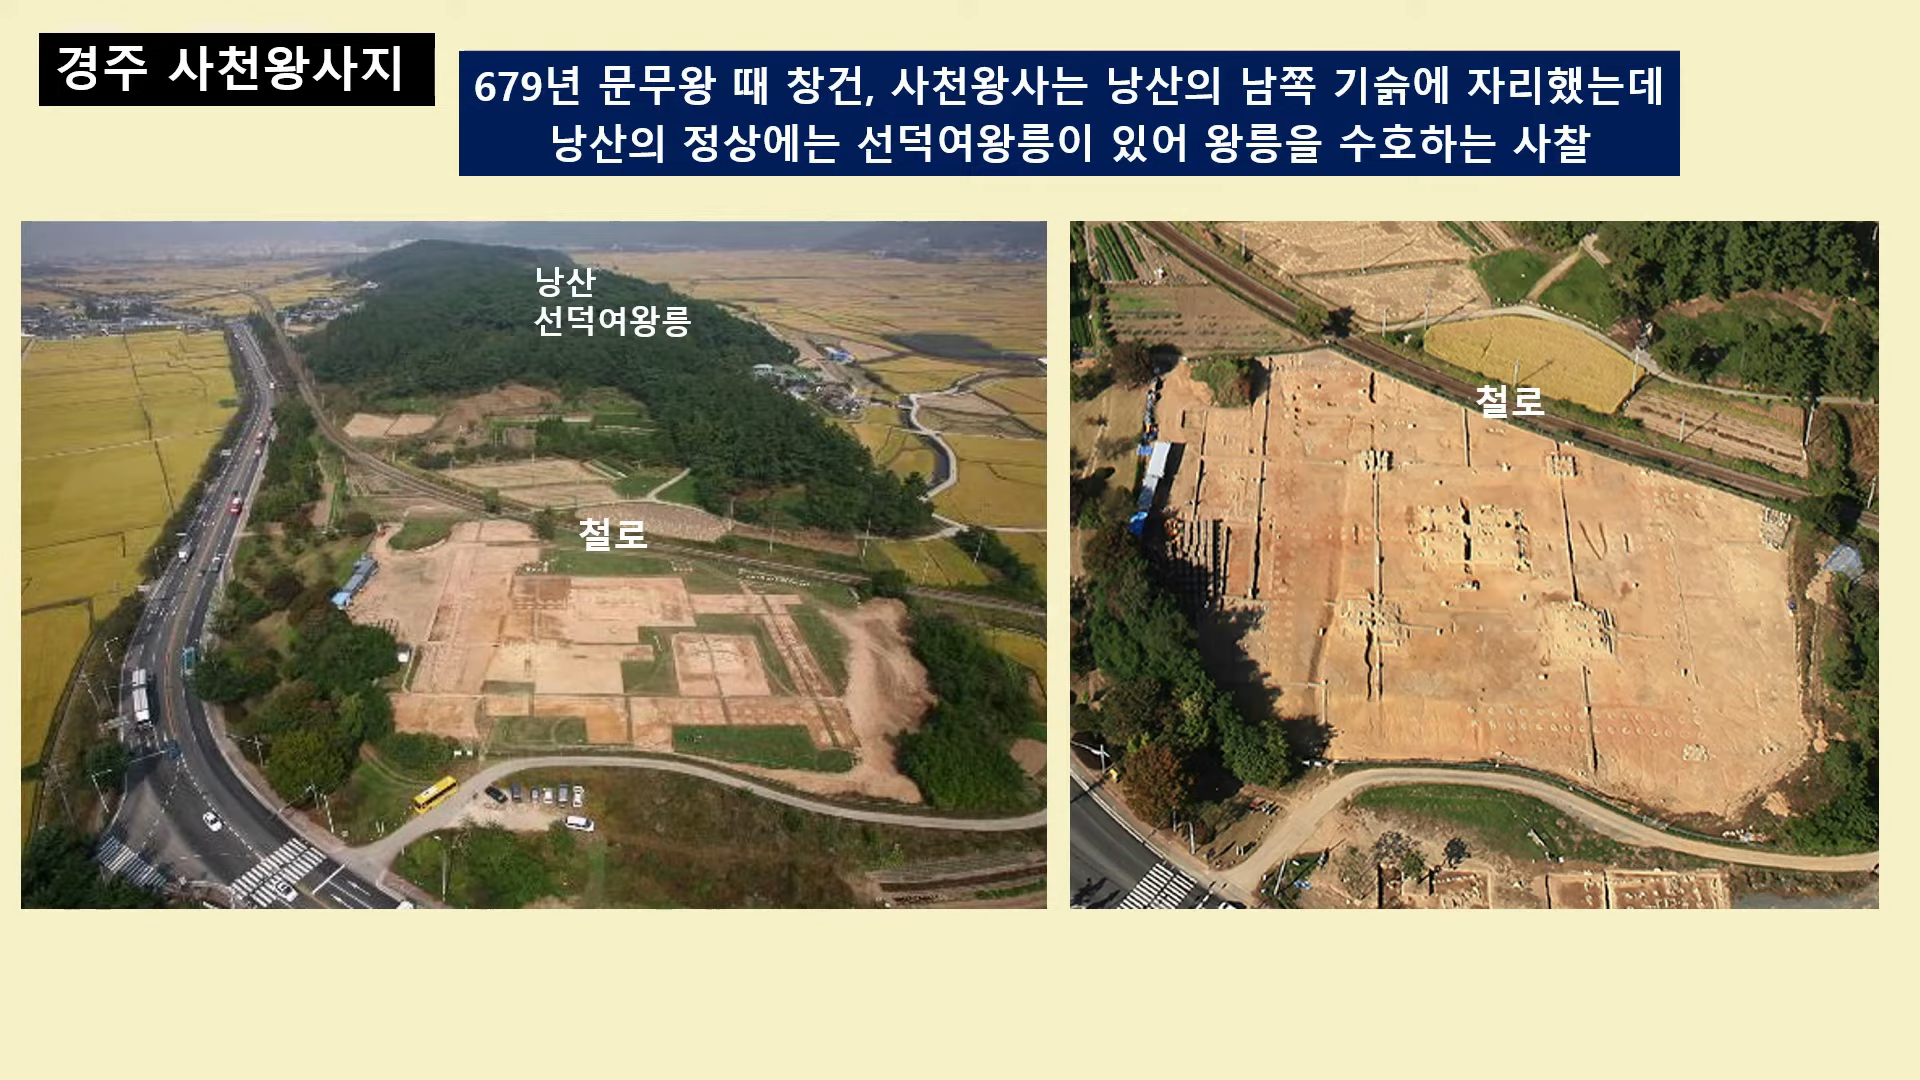 경주 사천왕사지
679년 문무왕 때 창건, 사천왕사는 낭산의 남쪽 기슭에 자리했는데
낭산의 정상에는 선덕여왕릉이 있어 왕릉을 수호하는 사찰
낭산
선덕여왕릉
철로
철로